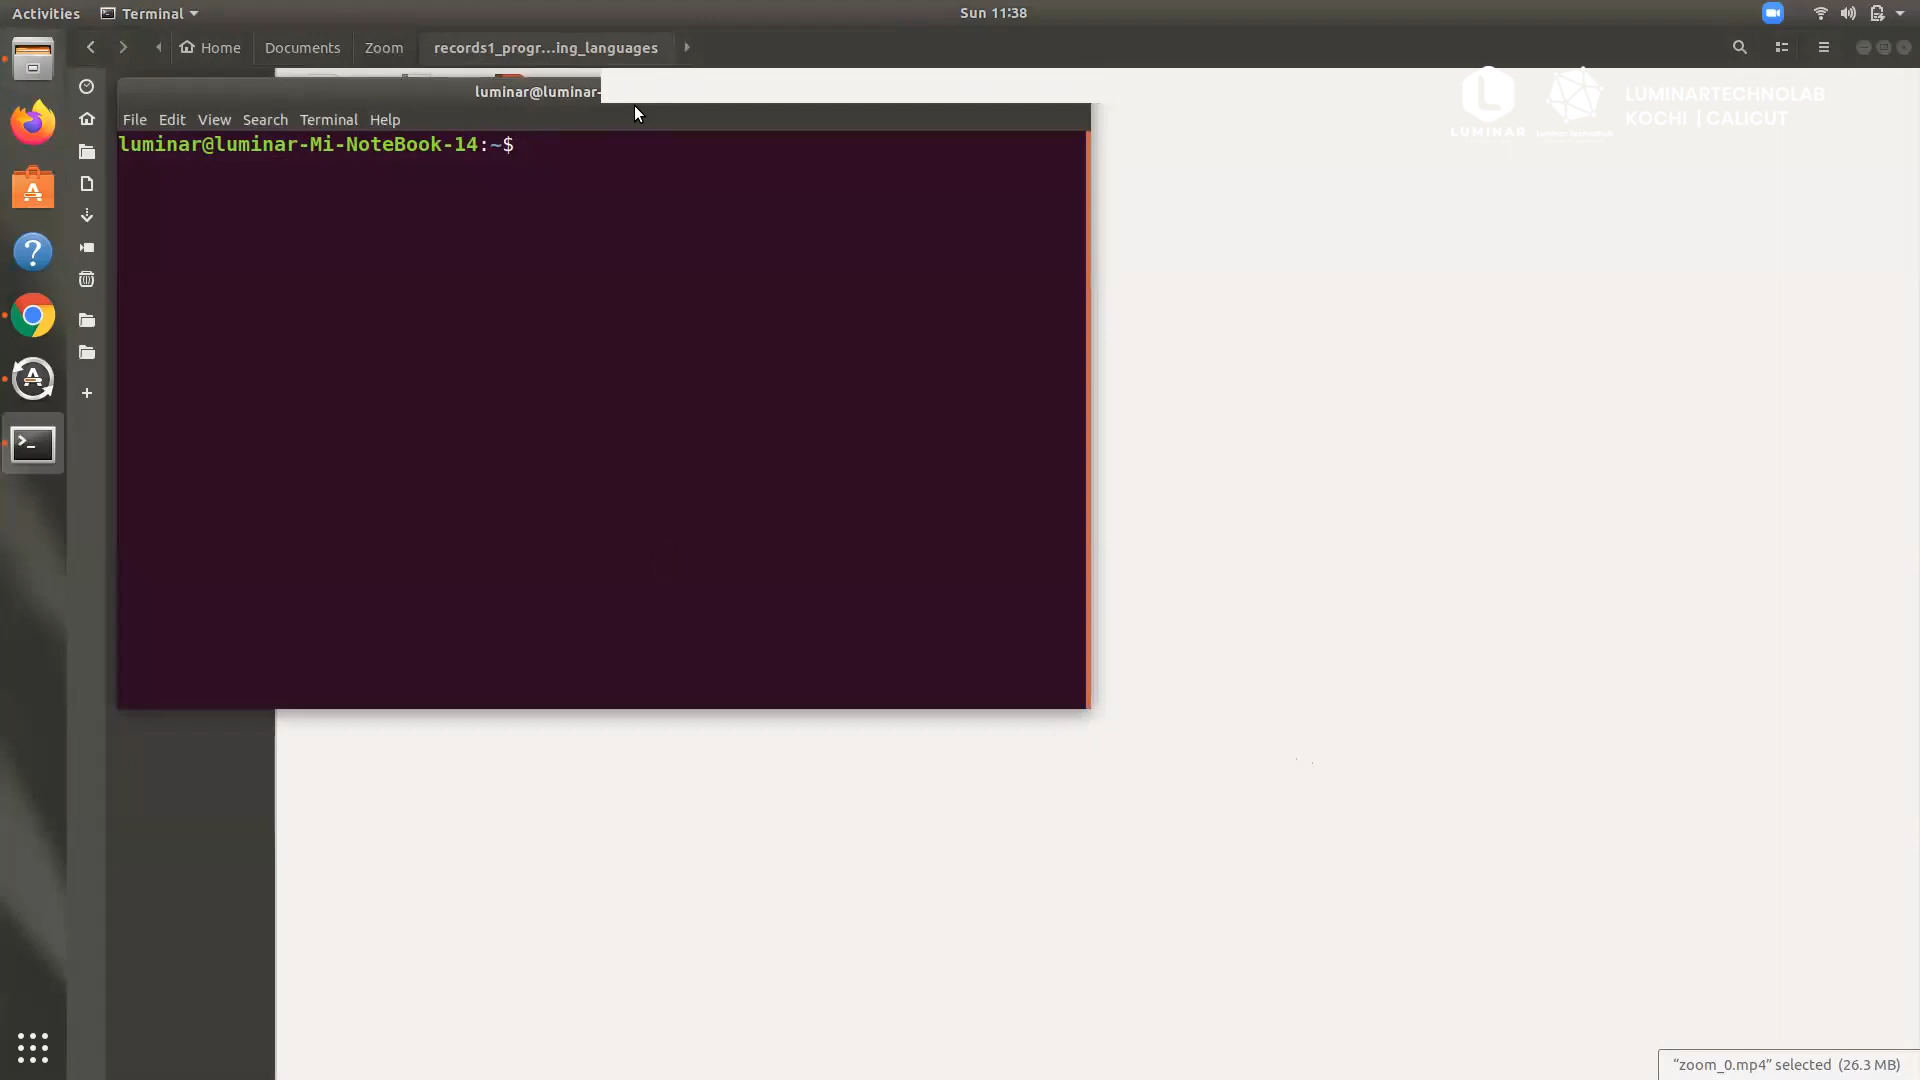 Activities
Terminal
Sun 11:38
Home
Documents
Zoom
records1_progr...ing_languages
luminar@luminar-
File Edit View Search Terminal Help
luminar@luminar-Mi-NoteBook-14:~$
LUMINAR
LUMINARTECHNOLAB
KOCHI | CALICUT
"zoom_0.mp4" selected (26.3 MB)